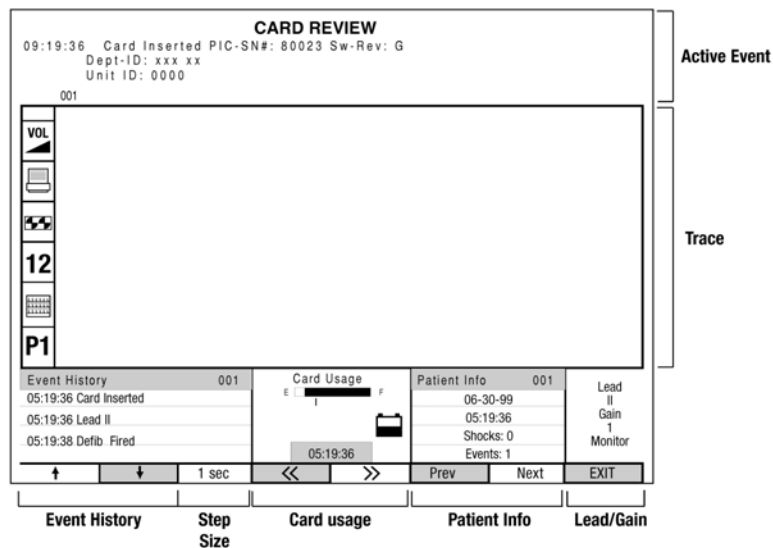 CARD REVIEW
09:19:36 Card Inserted PIC-SN#: 80023 Sw-Rev: G
Dept-ID: xxx xx
Unit ID: 0000
001
Active Event
VOL
12
P1
Trace
Event History 001
05:19:36 Card Inserted
05:19:36 Lead II
05:19:38 Defib Fired
Card Usage
E F
05:19:36
Patient Info 001
06-30-99
05:19:36
Shocks: 0
Events: 1
Lead
II
Gain
1
Monitor
1 sec << >> Prev Next EXIT
Event History
Step
Size
Card usage
Patient Info
Lead/Gain